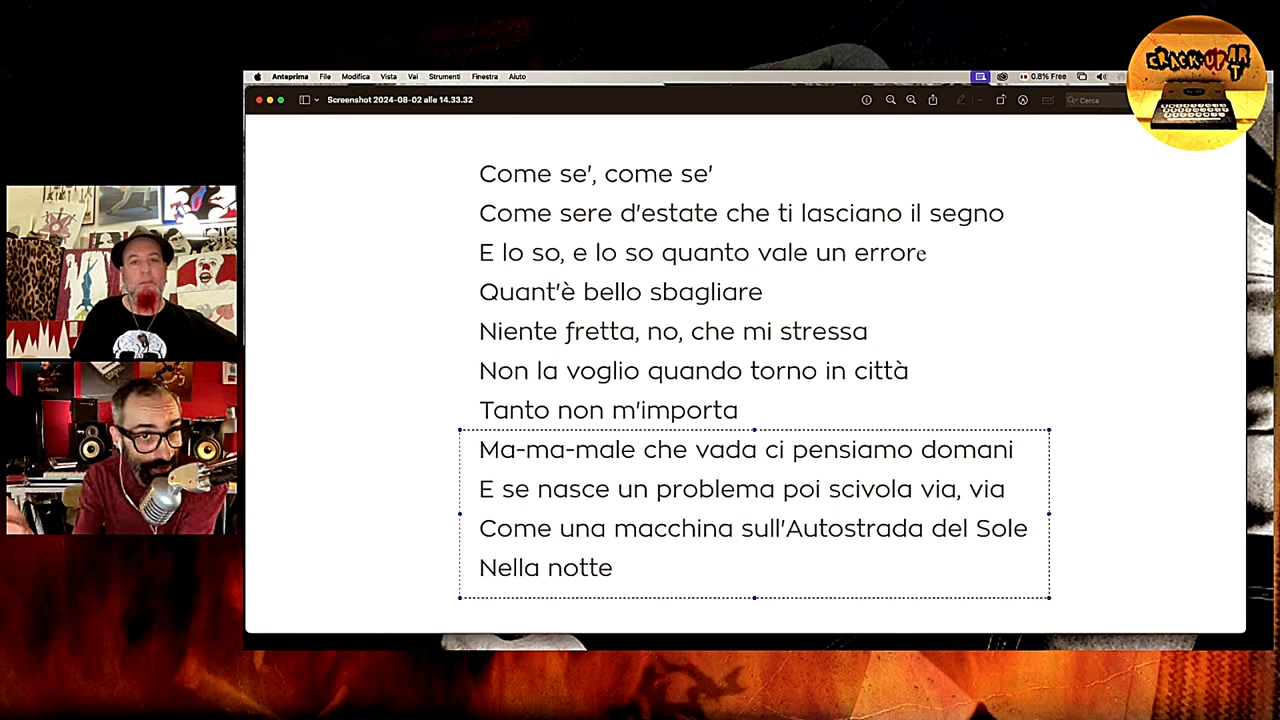 Anteprima File Modifica Vista Vai Strumenti Finestra Aiuto 0.8% Free
Screenshot 2024-08-02 alle 14.33.32 Cerca
CRACK-UP
Come se', come se'
Come sere d'estate che ti lasciano il segno
E lo so, e lo so quanto vale un errore
Quant'è bello sbagliare
Niente fretta, no, che mi stressa
Non la voglio quando torno in città
Tanto non m'importa
Ma-ma-male che vada ci pensiamo domani
E se nasce un problema poi scivola via, via
Come una macchina sull'Autostrada del Sole
Nella notte